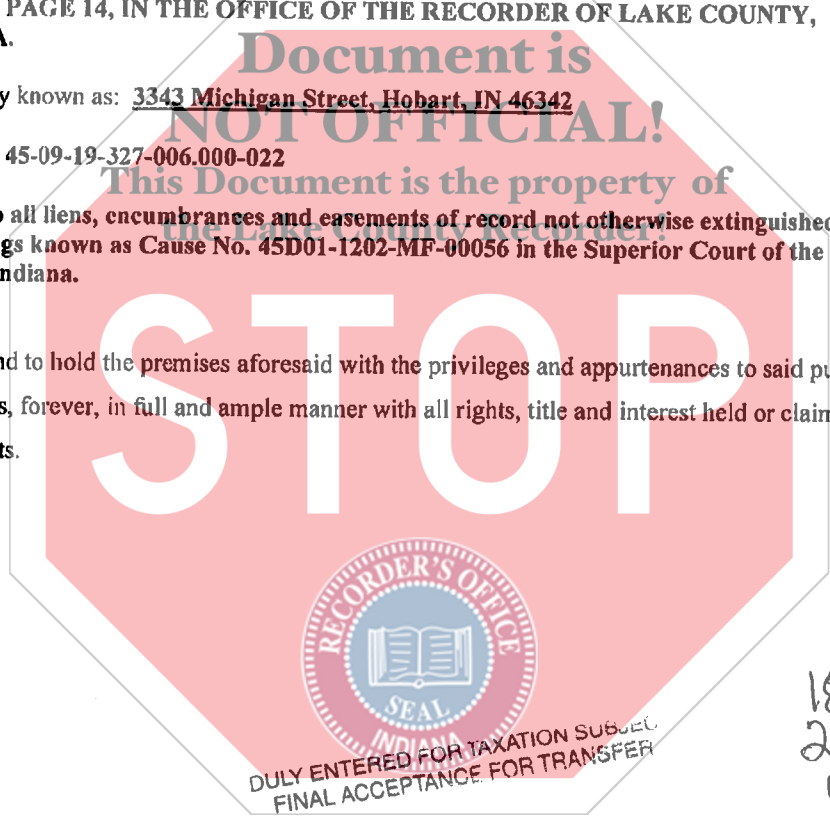 PAGE 14, IN THE OFFICE OF THE RECORDER OF LAKE COUNTY,
A.
Document is
y known as: 3343 Michigan Street, Hobart, IN 46342
NOT OFFICIAL!
45-09-19-327-006.000-022
This Document is the property of
o all liens, encumbrances and easements of record not otherwise extinguished
the Lake County Recorder!
gs known as Cause No. 45D01-1202-MF-00056 in the Superior Court of the
ndiana.
STOP
nd to hold the premises aforesaid with the privileges and appurtenances to said pu
s, forever, in full and ample manner with all rights, title and interest held or claim
ts.
RECORDER'S OFFICE
SEAL
INDIANA
DULY ENTERED FOR TAXATION SUBJEC
FINAL ACCEPTANCE FOR TRANSFER